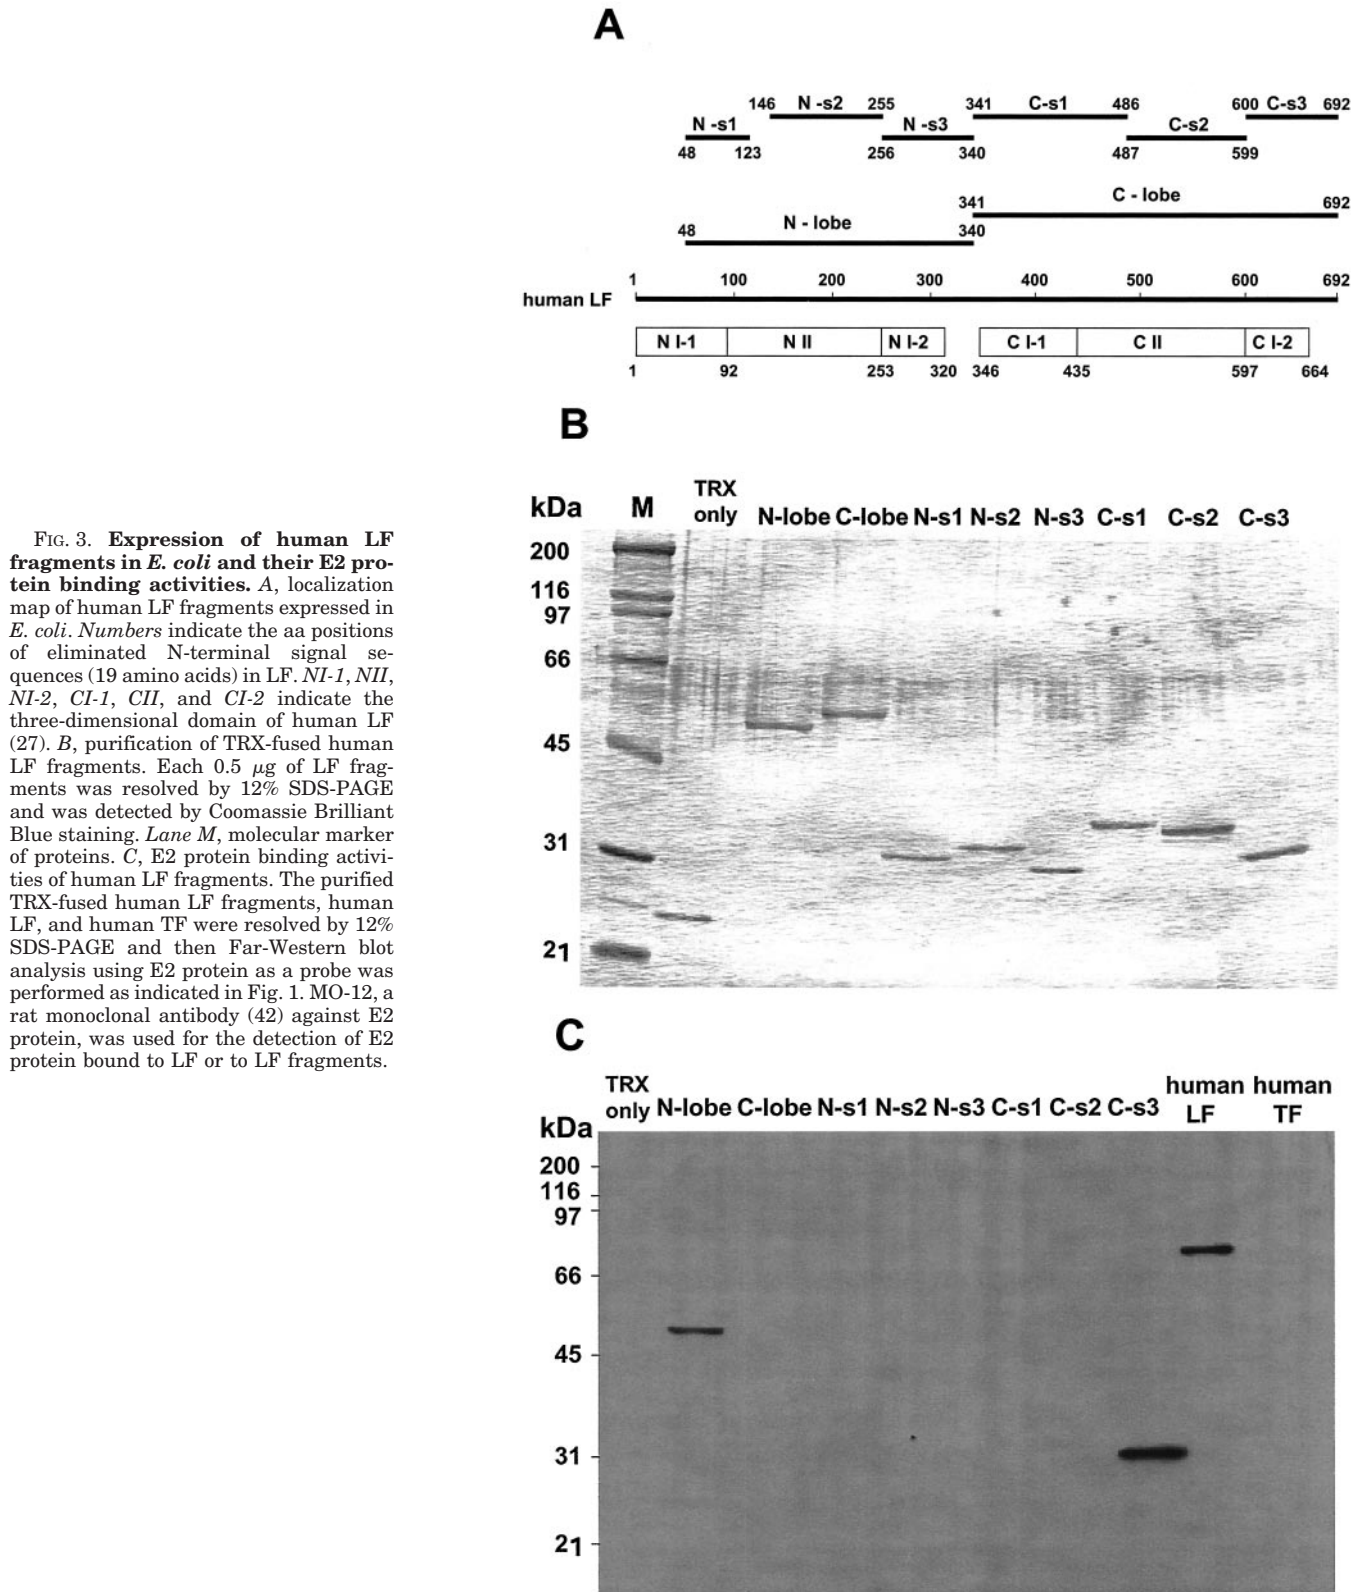 A
146 N -s2 255 341 C-s1 486 600 C-s3 692
N -s1 N -s3 C-s2
48 123 256 340 487 599
341 C - lobe 692
48 N - lobe 340
1 100 200 300 400 500 600 692
human LF
N I-1 N II N I-2 C I-1 C II C I-2
1 92 253 320 346 435 597 664
B
TRX
kDa M only N-lobe C-lobe N-s1 N-s2 N-s3 C-s1 C-s2 C-s3
200
116
97
66
45
31
21
FIG. 3. Expression of human LF
fragments in E. coli and their E2 pro-
tein binding activities. A, localization
map of human LF fragments expressed in
E. coli. Numbers indicate the aa positions
of eliminated N-terminal signal se-
quences (19 amino acids) in LF. NI-1, NII,
NI-2, CI-1, CII, and CI-2 indicate the
three-dimensional domain of human LF
(27). B, purification of TRX-fused human
LF fragments. Each 0.5 μg of LF frag-
ments was resolved by 12% SDS-PAGE
and was detected by Coomassie Brilliant
Blue staining. Lane M, molecular marker
of proteins. C, E2 protein binding activi-
ties of human LF fragments. The purified
TRX-fused human LF fragments, human
LF, and human TF were resolved by 12%
SDS-PAGE and then Far-Western blot
analysis using E2 protein as a probe was
performed as indicated in Fig. 1. MO-12, a
rat monoclonal antibody (42) against E2
protein, was used for the detection of E2
protein bound to LF or to LF fragments.
C
TRX human human
only N-lobe C-lobe N-s1 N-s2 N-s3 C-s1 C-s2 C-s3 LF TF
kDa
200
116
97
66
45
31
21